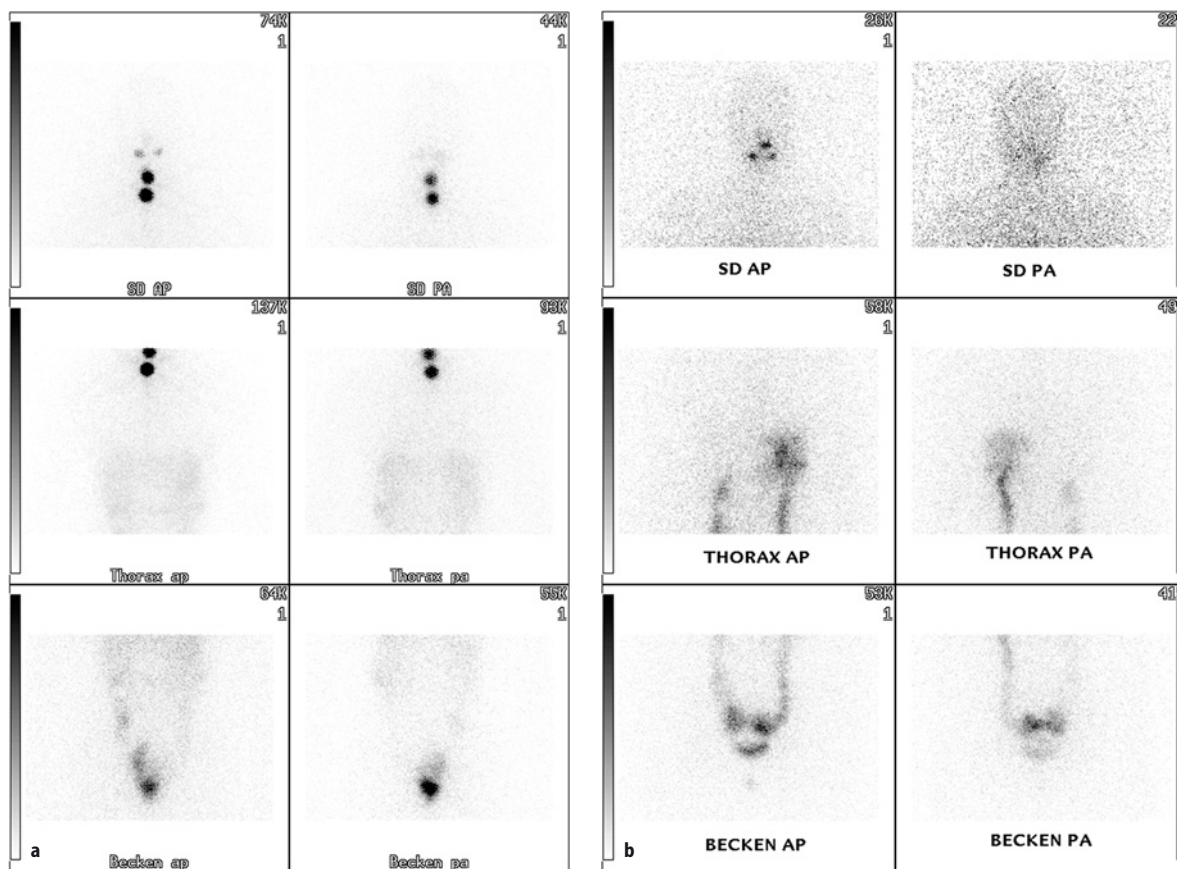 74K
1
44K
1
SD AP
SD PA
137K
1
93K
1
Thorax ap
Thorax pa
64K
1
55K
1
a
Becken ap
Becken pa
26K
1
22
SD AP
SD PA
58K
1
49
THORAX AP
THORAX PA
53K
1
41
b
BECKEN AP
BECKEN PA